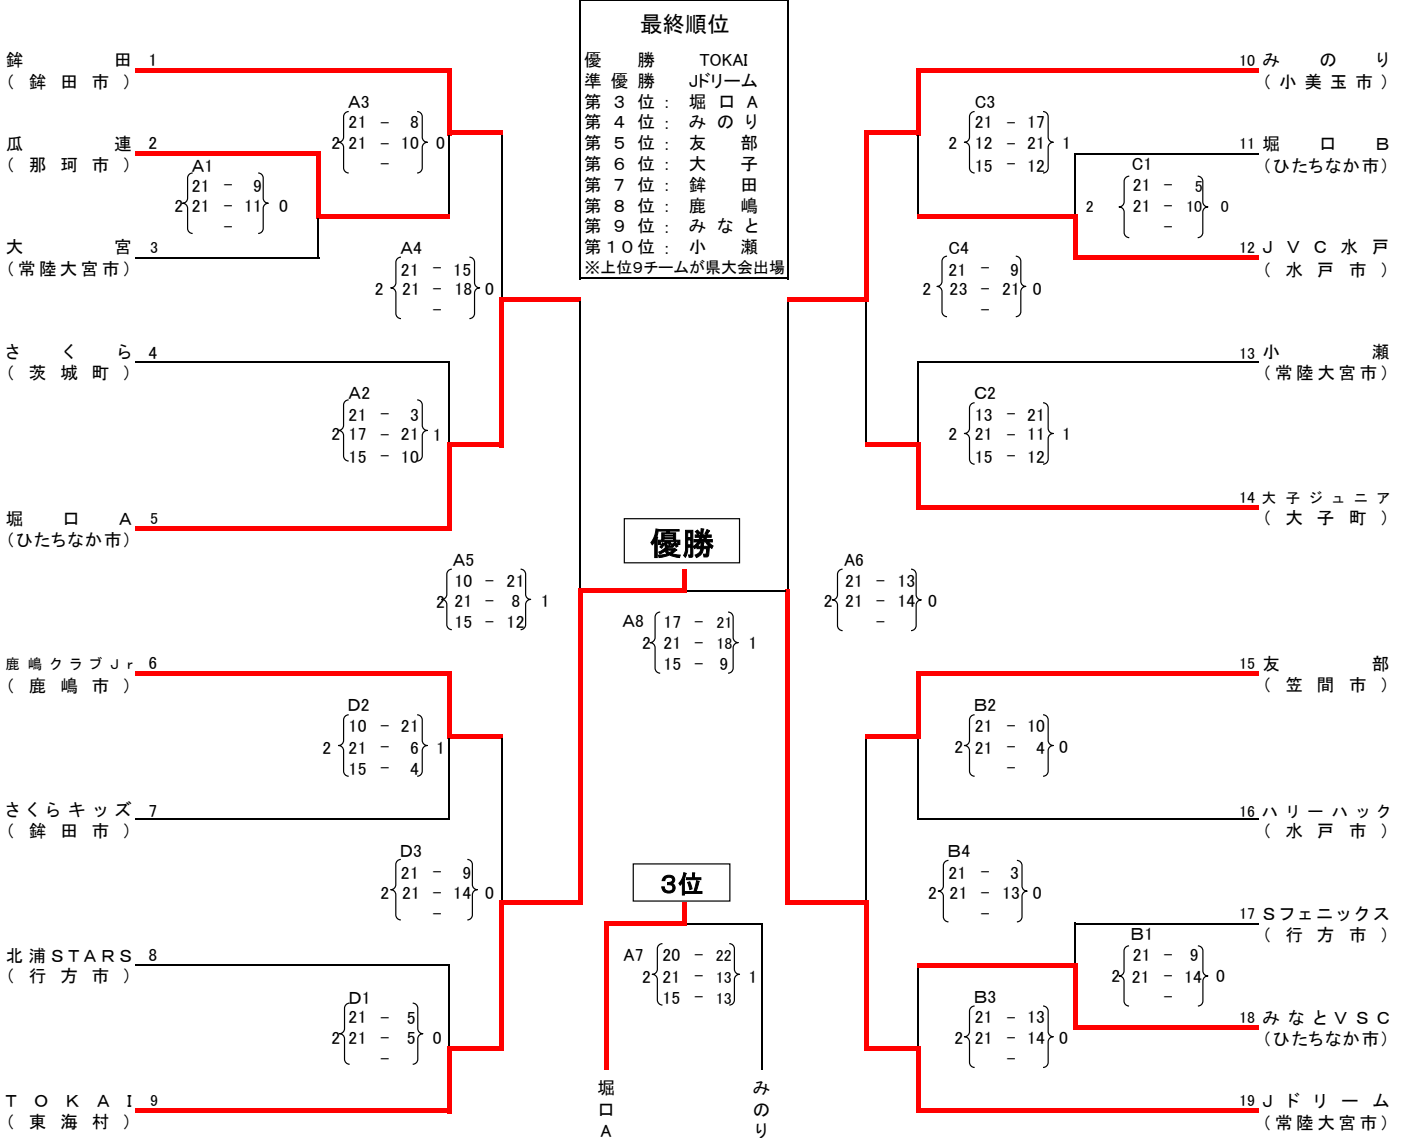 最終順位
優勝 TOKAI
準優勝 Jドリーム
第3位: 堀口A
第4位: みのり
第5位: 友部
第6位: 大子
第7位: 鉾田
第8位: 鹿嶋
第9位: みなと
第10位: 小瀬
※上位9チームが県大会出場
鉾田 1
(鉾田市)
瓜連 2
(那珂市)
大宮 3
(常陸大宮市)
さくら 4
(茨城町)
堀口A 5
(ひたちなか市)
鹿嶋クラブJr 6
(鹿嶋市)
さくらキッズ 7
(鉾田市)
北浦STARS 8
(行方市)
TOKAI 9
(東海村)
A3
21 - 8
2 21 - 10 0
-
A1
21 - 9
2 21 - 11 0
-
A4
21 - 15
2 21 - 18 0
-
A2
21 - 3
2 17 - 21 1
15 - 10
A5
10 - 21
2 21 - 8 1
15 - 12
D2
10 - 21
2 21 - 6 1
15 - 4
D3
21 - 9
2 21 - 14 0
-
D1
21 - 5
2 21 - 5 0
-
優勝
A8 17 - 21
2 21 - 18 1
15 - 9
3位
A7 20 - 22
2 21 - 13 1
15 - 13
堀口A
みのり
10 みのり
(小美玉市)
11 堀口B
(ひたちなか市)
12 JVC水戸
(水戸市)
13 小瀬
(常陸大宮市)
14 大子ジュニア
(大子町)
15 友部
(笠間市)
16 ハリーハック
(水戸市)
17 Sフェニックス
(行方市)
18 みなとVSC
(ひたちなか市)
19 Jドリーム
(常陸大宮市)
C3
21 - 17
2 12 - 21 1
15 - 12
C1
21 - 5
2 21 - 10 0
-
C4
21 - 9
2 23 - 21 0
-
C2
13 - 21
2 21 - 11 1
15 - 12
A6
21 - 13
2 21 - 14 0
-
B2
21 - 10
2 21 - 4 0
-
B4
21 - 3
2 21 - 13 0
-
B1
21 - 9
2 21 - 14 0
-
B3
21 - 13
2 21 - 14 0
-